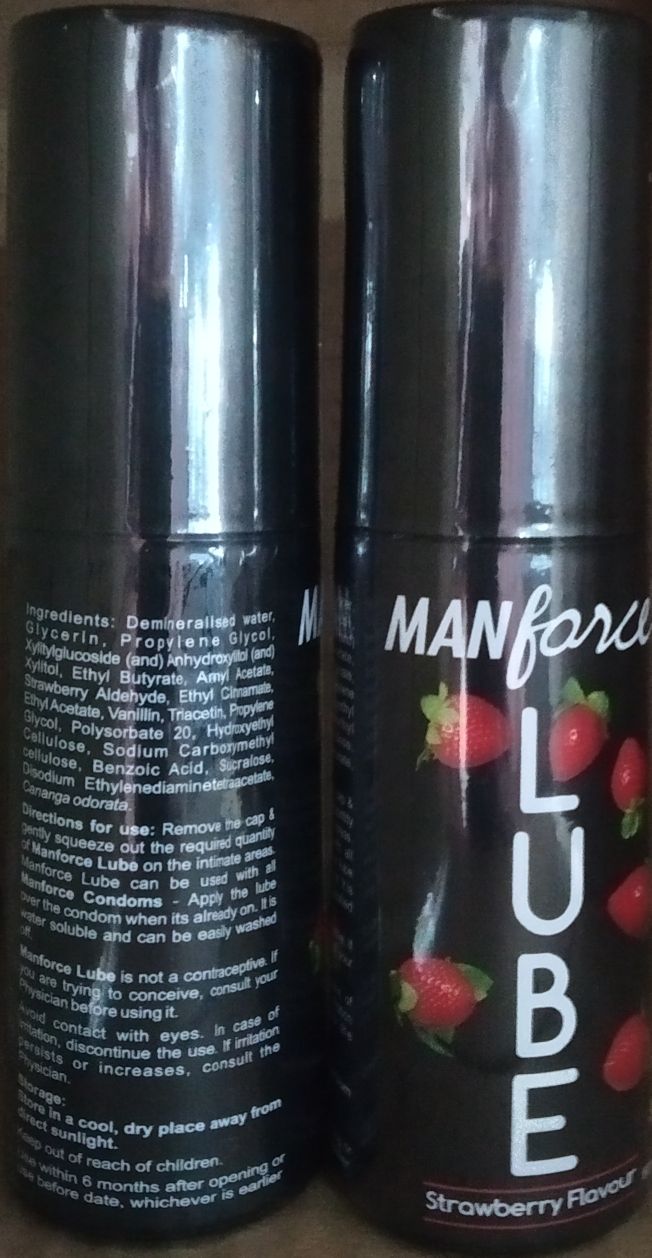 Ingredients: Demineralised water,
Glycerin, Propylene Glycol,
Xylitylglucoside (and) Anhydroxylitol (and)
Xylitol, Ethyl Butyrate, Amyl Acetate,
Strawberry Aldehyde, Ethyl Cinnamate,
Ethyl Acetate, Vanillin, Triacetin, Propylene
Glycol, Polysorbate 20, Hydroxyethyl
Cellulose, Sodium Carboxymethyl
cellulose, Benzoic Acid, Sucralose,
Disodium Ethylenediaminetetraacetate,
Cananga odorata.
Directions for use: Remove the cap &
gently squeeze out the required quantity
of Manforce Lube on the intimate areas.
Manforce Lube can be used with all
Manforce Condoms - Apply the lube
over the condom when its already on. It is
water soluble and can be easily washed
off.
Manforce Lube is not a contraceptive. If
you are trying to conceive, consult your
Physician before using it.
Avoid contact with eyes. In case of
irritation, discontinue the use. If irritation
persists or increases, consult the
Physician.
Storage:
Store in a cool, dry place away from
direct sunlight.
Keep out of reach of children.
Use within 6 months after opening or
use before date, whichever is earlier
MANforce
LUBE
Strawberry Flavour